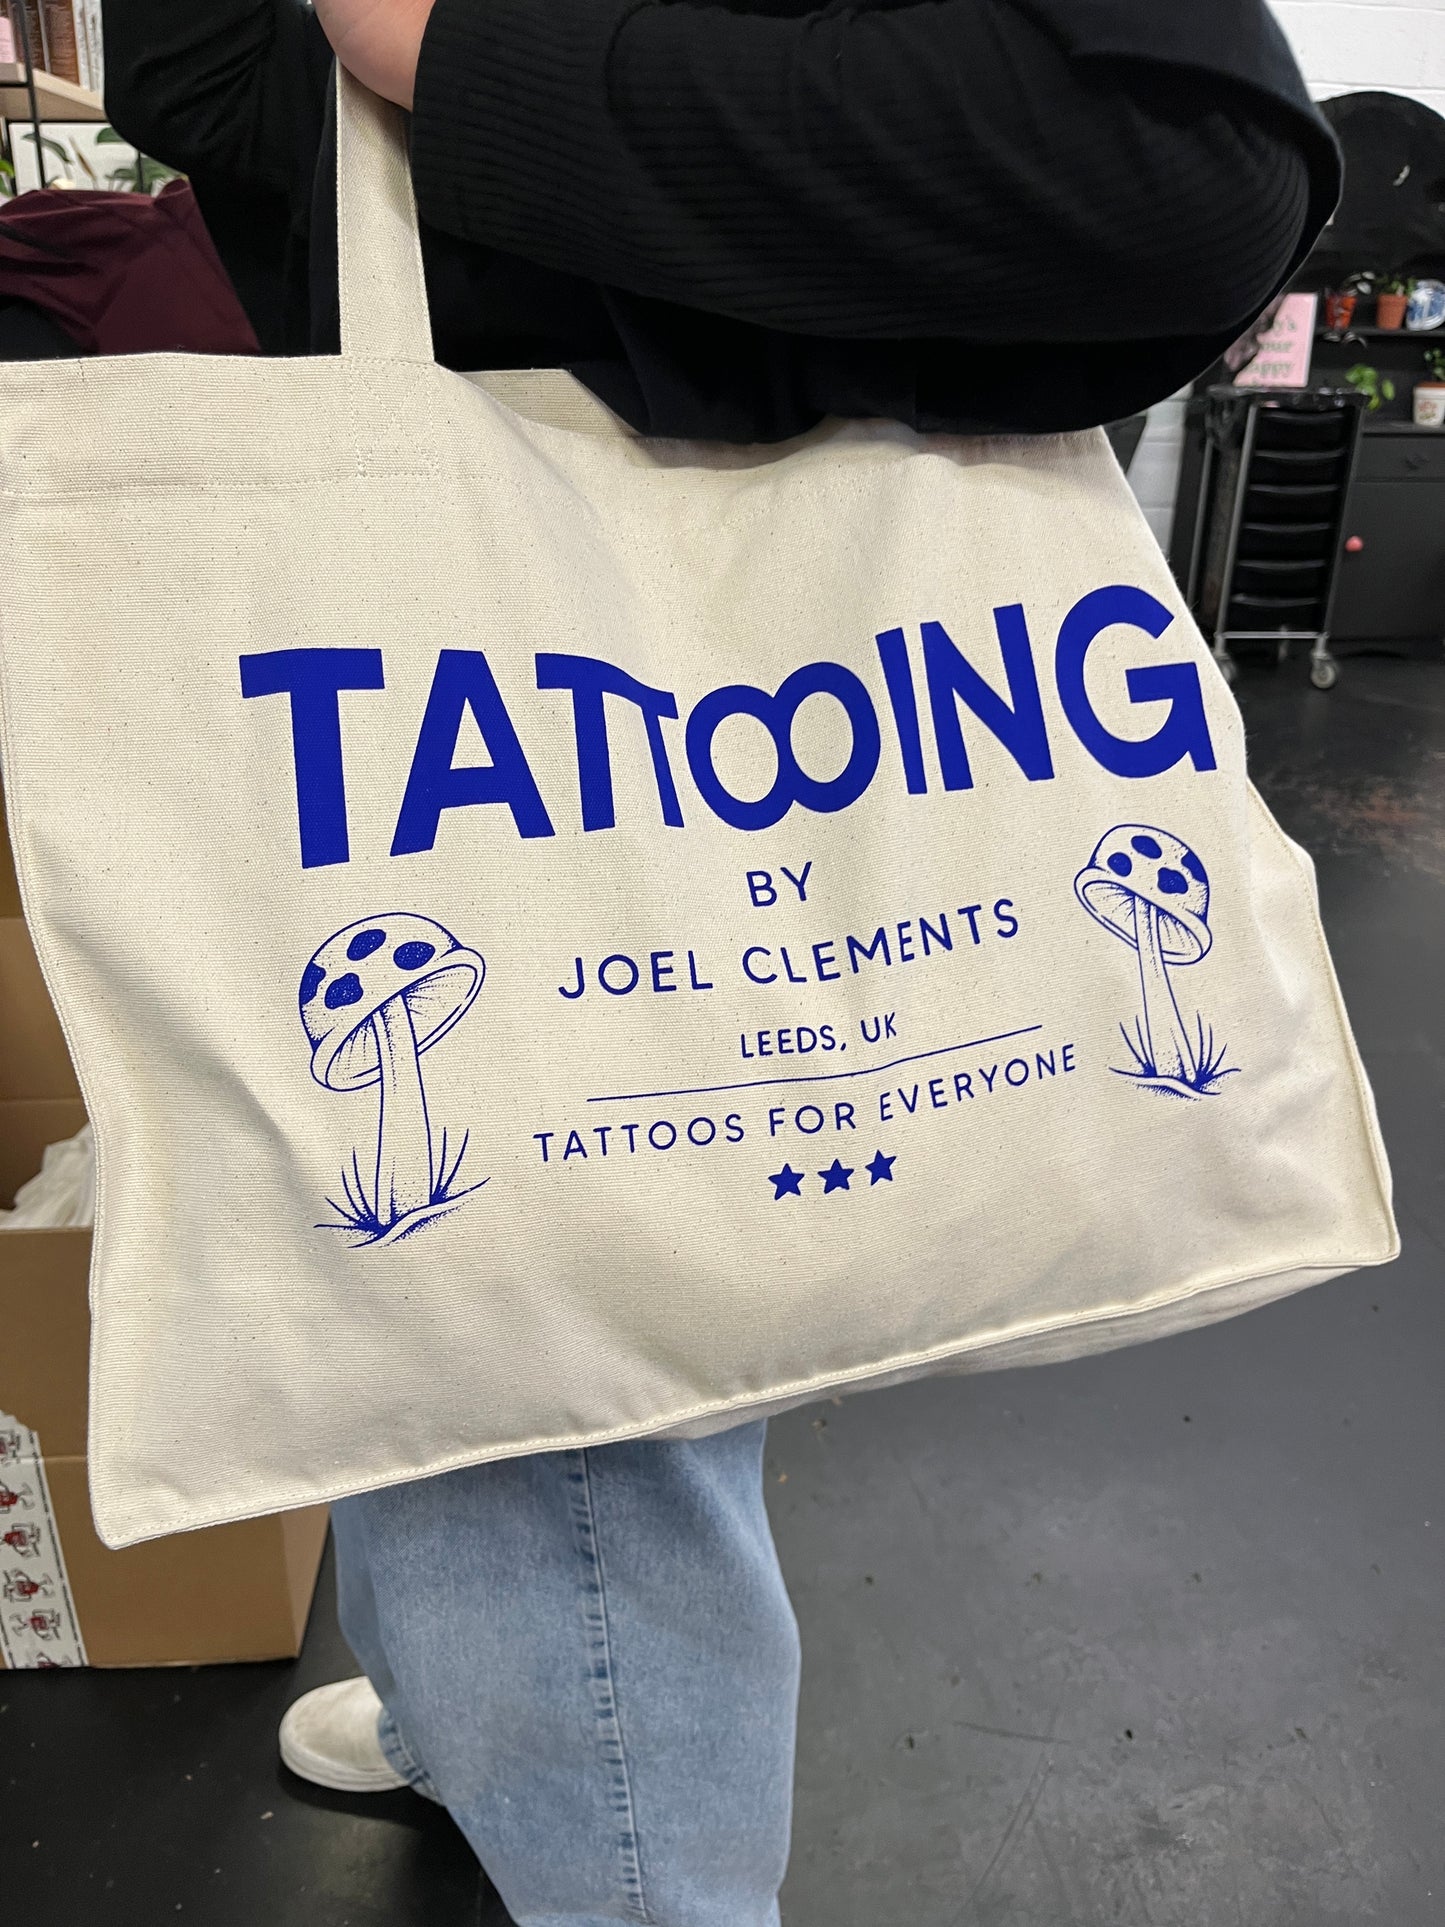 TATTOOING
BY
JOEL CLEMENTS
LEEDS, UK
TATTOOS FOR EVERYONE